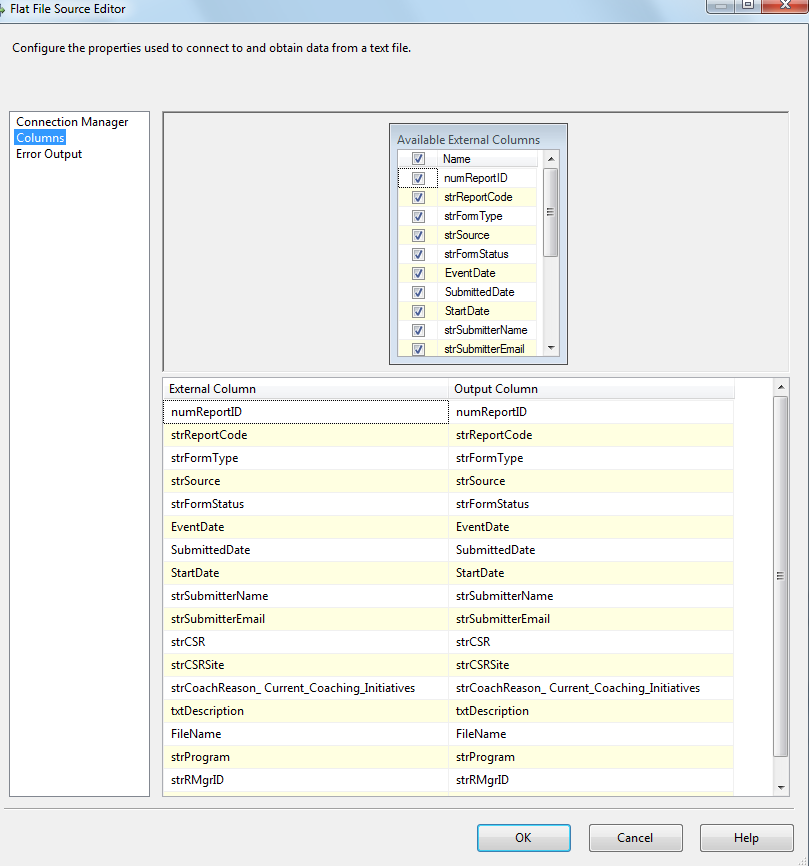 Flat File Source Editor
Configure the properties used to connect to and obtain data from a text file.
Connection Manager
Columns
Error Output
Available External Columns
Name
numReportID
strReportCode
strFormType
strSource
strFormStatus
EventDate
SubmittedDate
StartDate
strSubmitterName
strSubmitterEmail
External Column Output Column
numReportID numReportID
strReportCode strReportCode
strFormType strFormType
strSource strSource
strFormStatus strFormStatus
EventDate EventDate
SubmittedDate SubmittedDate
StartDate StartDate
strSubmitterName strSubmitterName
strSubmitterEmail strSubmitterEmail
strCSR strCSR
strCSRSite strCSRSite
strCoachReason_ Current_Coaching_Initiatives strCoachReason_ Current_Coaching_Initiatives
txtDescription txtDescription
FileName FileName
strProgram strProgram
strRMgrID strRMgrID
OK Cancel Help